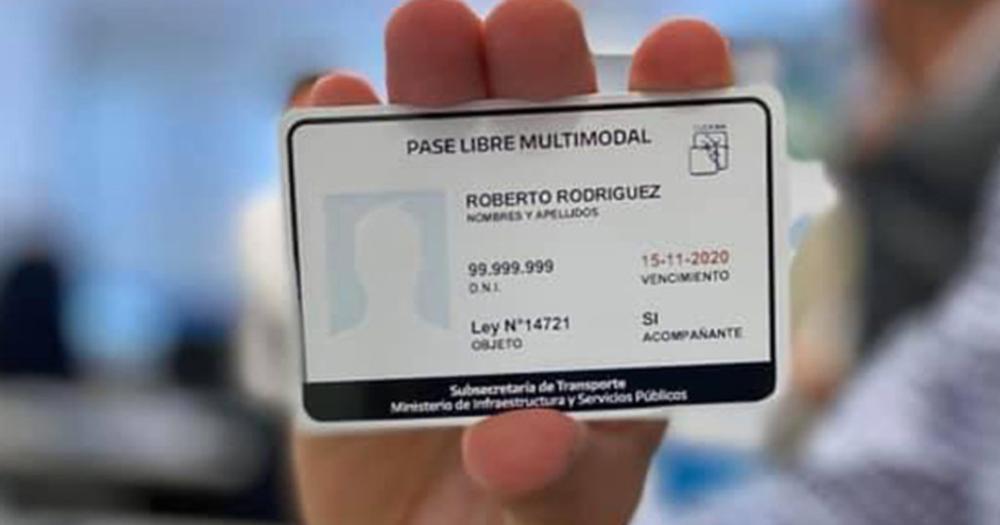 PASE LIBRE MULTIMODAL
ROBERTO RODRIGUEZ
NOMBRES Y APELLIDOS
99.999.999
D.N.I.
15-11-2020
VENCIMIENTO
Ley N°14721
OBJETO
SI
ACOMPAÑANTE
Subsecretaría de Transporte
Ministerio de Infraestructura y Servicios Públicos